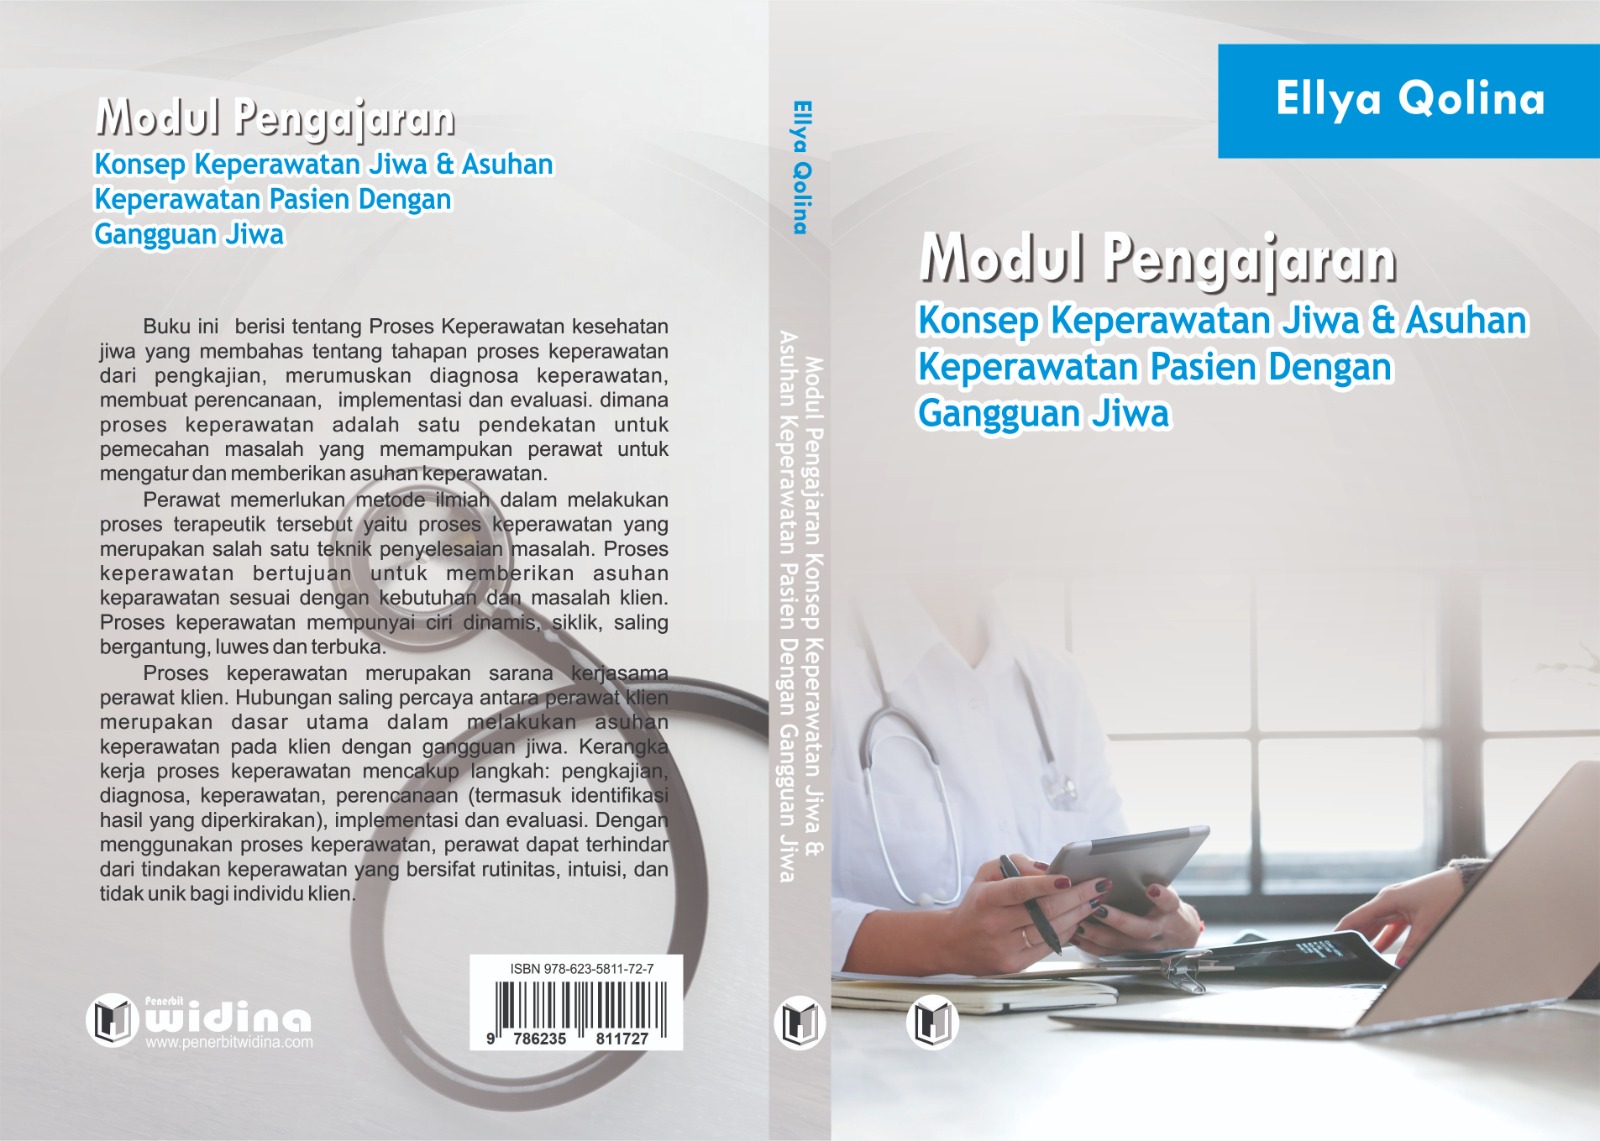 Modul Pengajaran
Konsep Keperawatan Jiwa & Asuhan
Keperawatan Pasien Dengan
Gangguan Jiwa
Buku ini berisi tentang Proses Keperawatan kesehatan
jiwa yang membahas tentang tahapan proses keperawatan
dari pengkajian, merumuskan diagnosa keperawatan,
membuat perencanaan, implementasi dan evaluasi. dimana
proses keperawatan adalah satu pendekatan untuk
pemecahan masalah yang memampukan perawat untuk
mengatur dan memberikan asuhan keperawatan.
Perawat memerlukan metode ilmiah dalam melakukan
proses terapeutik tersebut yaitu proses keperawatan yang
merupakan salah satu teknik penyelesaian masalah. Proses
keperawatan bertujuan untuk memberikan asuhan
keparawatan sesuai dengan kebutuhan dan masalah klien.
Proses keperawatan mempunyai ciri dinamis, siklik, saling
bergantung, luwes dan terbuka.
Proses keperawatan merupakan sarana kerjasama
perawat klien. Hubungan saling percaya antara perawat klien
merupakan dasar utama dalam melakukan asuhan
keperawatan pada klien dengan gangguan jiwa. Kerangka
kerja proses keperawatan mencakup langkah: pengkajian,
diagnosa, keperawatan, perencanaan (termasuk identifikasi
hasil yang diperkirakan), implementasi dan evaluasi. Dengan
menggunakan proses keperawatan, perawat dapat terhindar
dari tindakan keperawatan yang bersifat rutinitas, intuisi, dan
tidak unik bagi individu klien.
Penerbit
widina
www.penerbitwidina.com
ISBN 978-623-5811-72-7
9 786235 811727
Ellya Qolina
Modul Pengajaran Konsep Keperawatan Jiwa &
Asuhan Keperawatan Pasien Dengan Gangguan Jiwa
Ellya Qolina
Modul Pengajaran
Konsep Keperawatan Jiwa & Asuhan
Keperawatan Pasien Dengan
Gangguan Jiwa